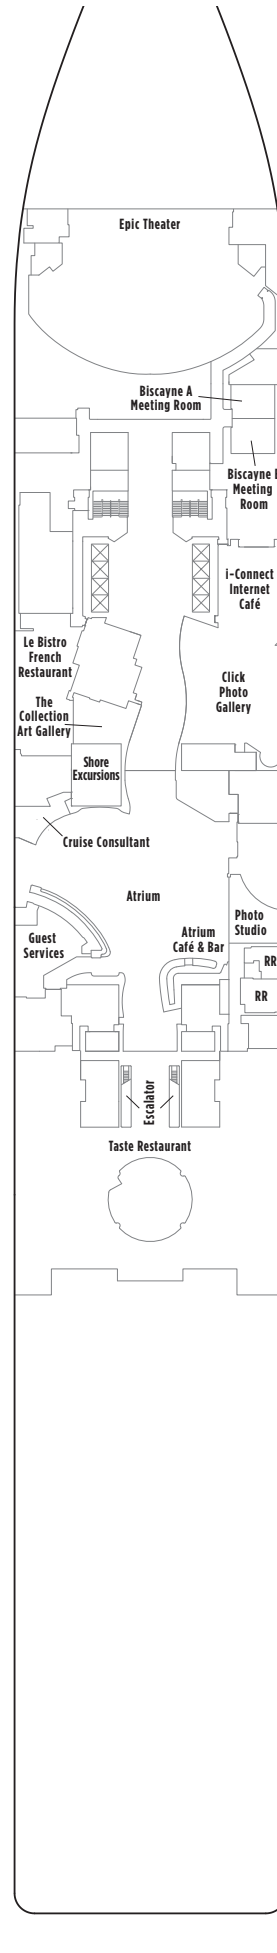 Epic Theater
Biscayne A
Meeting Room
Biscayne
Meeting
Room
i-Connect
Internet
Café
Le Bistro
French
Restaurant
Click
Photo
Gallery
The
Collection
Art Gallery
Shore
Excursions
Cruise Consultant
Atrium
Photo
Studio
Atrium
Café & Bar
Guest
Services
RR
RR
Escalator
Taste Restaurant